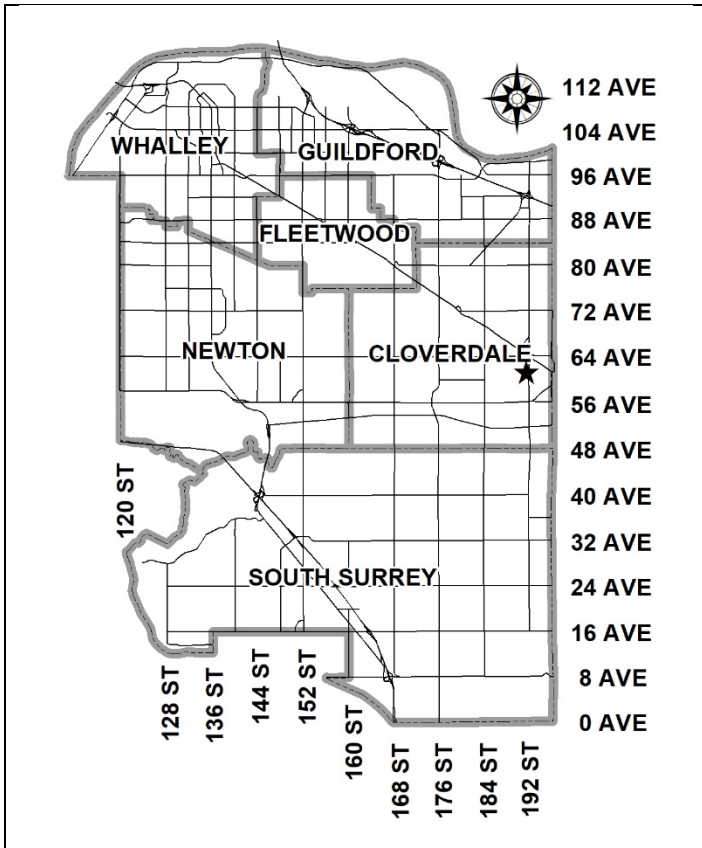 112 AVE
104 AVE
WHALLEY
GUILDFORD
96 AVE
88 AVE
FLEETWOOD
80 AVE
72 AVE
NEWTON
CLOVERDALE
64 AVE
56 AVE
48 AVE
120 ST
40 AVE
32 AVE
SOUTH SURREY
24 AVE
16 AVE
8 AVE
0 AVE
128 ST
136 ST
144 ST
152 ST
160 ST
168 ST
176 ST
184 ST
192 ST